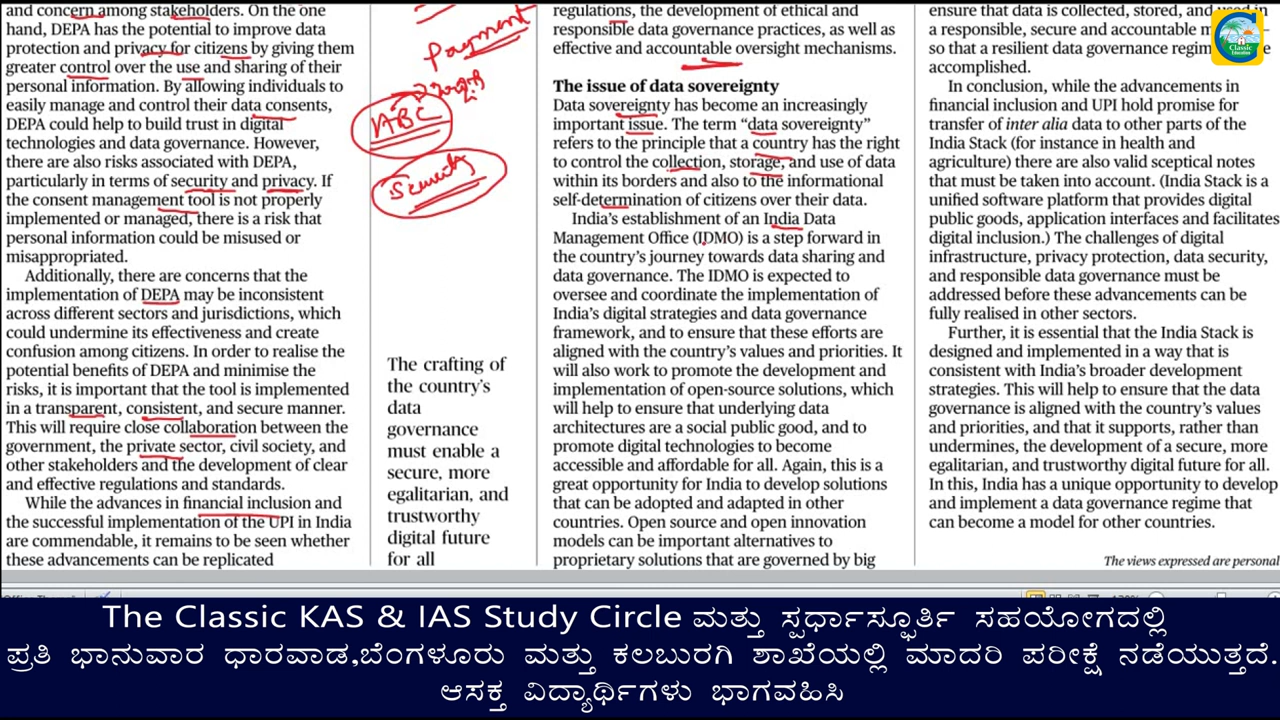 and concern among stakeholders. On the one
hand, DEPA has the potential to improve data
protection and privacy for citizens by giving them
greater control over the use and sharing of their
personal information. By allowing individuals to
easily manage and control their data consents,
DEPA could help to build trust in digital
technologies and data governance. However,
there are also risks associated with DEPA,
particularly in terms of security and privacy. If
the consent management tool is not properly
implemented or managed, there is a risk that
personal information could be misused or
misappropriated.
Additionally, there are concerns that the
implementation of DEPA may be inconsistent
across different sectors and jurisdictions, which
could undermine its effectiveness and create
confusion among citizens. In order to realise the
potential benefits of DEPA and minimise the
risks, it is important that the tool is implemented
in a transparent, consistent, and secure manner.
This will require close collaboration between the
government, the private sector, civil society, and
other stakeholders and the development of clear
and effective regulations and standards.
While the advances in financial inclusion and
the successful implementation of the UPI in India
are commendable, it remains to be seen whether
these advancements can be replicated
Payment
ABC
Security
The crafting of
the country's
data
governance
must enable a
secure, more
egalitarian, and
trustworthy
digital future
for all
regulations, the development of ethical and
responsible data governance practices, as well as
effective and accountable oversight mechanisms.
The issue of data sovereignty
Data sovereignty has become an increasingly
important issue. The term “data sovereignty”
refers to the principle that a country has the right
to control the collection, storage, and use of data
within its borders and also to the informational
self-determination of citizens over their data.
India's establishment of an India Data
Management Office (IDMO) is a step forward in
the country's journey towards data sharing and
data governance. The IDMO is expected to
oversee and coordinate the implementation of
India's digital strategies and data governance
framework, and to ensure that these efforts are
aligned with the country's values and priorities. It
will also work to promote the development and
implementation of open-source solutions, which
will help to ensure that underlying data
architectures are a social public good, and to
promote digital technologies to become
accessible and affordable for all. Again, this is a
great opportunity for India to develop solutions
that can be adopted and adapted in other
countries. Open source and open innovation
models can be important alternatives to
proprietary solutions that are governed by big
ensure that data is collected, stored, and used in
a responsible, secure and accountable
so that a resilient data governance
accomplished.
In conclusion, while the advancements in
financial inclusion and UPI hold promise for
transfer of inter alia data to other parts of the
India Stack (for instance in health and
agriculture) there are also valid sceptical notes
that must be taken into account. (India Stack is a
unified software platform that provides digital
public goods, application interfaces and facilitates
digital inclusion.) The challenges of digital
infrastructure, privacy protection, data security,
and responsible data governance must be
addressed before these advancements can be
fully realised in other sectors.
Further, it is essential that the India Stack is
designed and implemented in a way that is
consistent with India's broader development
strategies. This will help to ensure that the data
governance is aligned with the country's values
and priorities, and that it supports, rather than
undermines, the development of a secure, more
egalitarian, and trustworthy digital future for all.
In this, India has a unique opportunity to develop
and implement a data governance regime that
can become a model for other countries.
The views expressed are personal
Classic
Education
The Classic KAS & IAS Study Circle ಮತ್ತು ಸ್ಪರ್ಧಾಸ್ಫೂರ್ತಿ ಸಹಯೋಗದಲ್ಲಿ
ಪ್ರತಿ ಭಾನುವಾರ ಧಾರವಾಡ,ಬೆಂಗಳೂರು ಮತ್ತು ಕಲಬುರಗಿ ಶಾಖೆಯಲ್ಲಿ ಮಾದರಿ ಪರೀಕ್ಷೆ ನಡೆಯುತ್ತದೆ.
ಆಸಕ್ತ ವಿದ್ಯಾರ್ಥಿಗಳು ಭಾಗವಹಿಸಿ